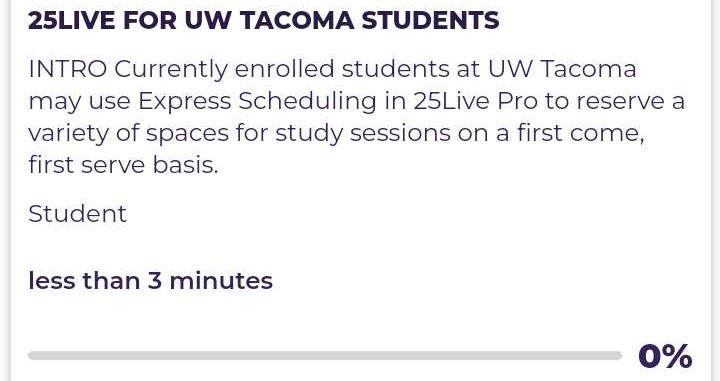 25LIVE FOR UW TACOMA STUDENTS
INTRO Currently enrolled students at UW Tacoma
may use Express Scheduling in 25Live Pro to reserve a
variety of spaces for study sessions on a first come,
first serve basis.
Student
less than 3 minutes
0%